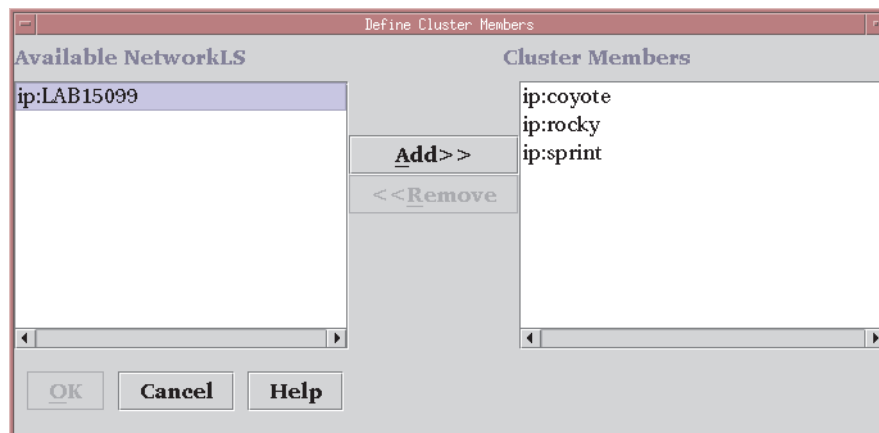 Define Cluster Members
Available NetworkLS
Cluster Members
ip:LAB15099
ip:coyote
ip:rocky
ip:sprint
Add>>
<<Remove
OK
Cancel
Help